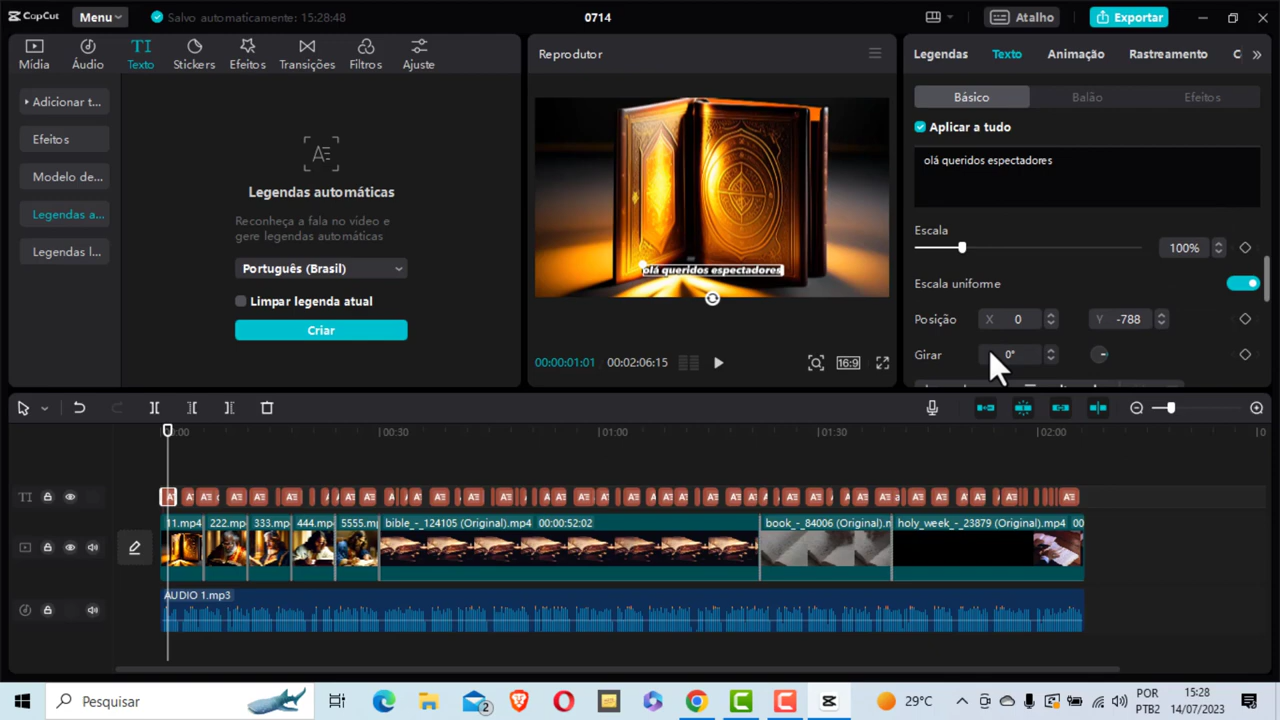 CapCut
Menu
Salvo automaticamente: 15:28:48
0714
Atalho
Exportar
Mídia
Áudio
TI
Texto
Stickers
Efeitos
Transições
Filtros
Ajuste
Adicionar t...
Efeitos
Modelo de...
Legendas a...
Legendas l...
Legendas automáticas
Reconheça a fala no vídeo e
gere legendas automáticas
Português (Brasil)
Limpar legenda atual
Criar
Reprodutor
olá queridos espectadores
00:00:01:01
00:02:06:15
16:9
Legendas
Texto
Animação
Rastreamento
Básico
Balão
Efeitos
Aplicar a tudo
olá queridos espectadores
Escala
100%
Escala uniforme
Posição
X 0
Y -788
Girar
0°
00:00
00:30
01:00
01:30
02:00
TI
11.mp4
222.mp
333.mp
444.mp
5555.mp
bible_-_124105 (Original).mp4 00:00:52:02
book_-_84006 (Original).m
holy_week_-_23879 (Original).mp4 00
AUDIO 1.mp3
Pesquisar
2
29°C
POR
PTB2
15:28
14/07/2023